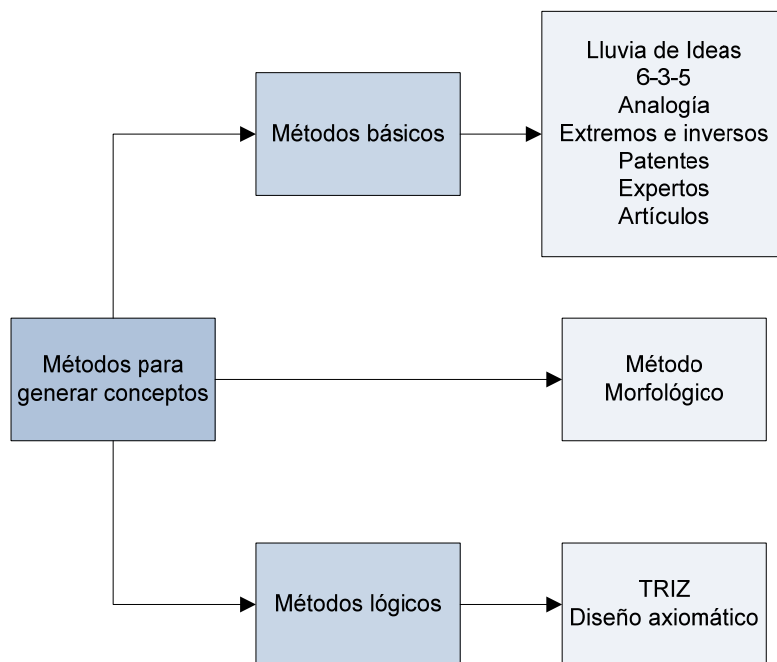 Métodos para
generar conceptos
Métodos básicos
Lluvia de Ideas
6-3-5
Analogía
Extremos e inversos
Patentes
Expertos
Artículos
Método
Morfológico
Métodos lógicos
TRIZ
Diseño axiomático